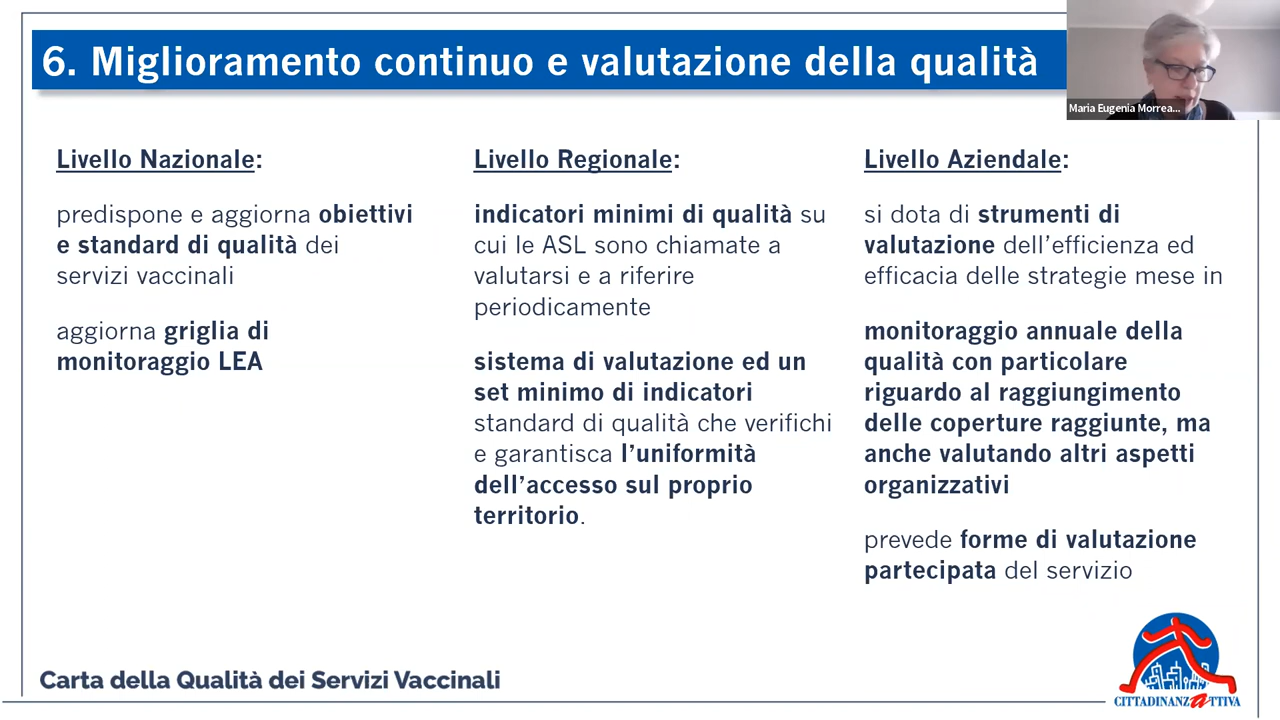 6. Miglioramento continuo e valutazione della qualità
Maria Eugenia Morrea...
Livello Nazionale:
predispone e aggiorna obiettivi
e standard di qualità dei
servizi vaccinali
aggiorna griglia di
monitoraggio LEA
Livello Regionale:
indicatori minimi di qualità su
cui le ASL sono chiamate a
valutarsi e a riferire
periodicamente
sistema di valutazione ed un
set minimo di indicatori
standard di qualità che verifichi
e garantisca l’uniformità
dell’accesso sul proprio
territorio.
Livello Aziendale:
si dota di strumenti di
valutazione dell’efficienza ed
efficacia delle strategie mese in
monitoraggio annuale della
qualità con particolare
riguardo al raggiungimento
delle coperture raggiunte, ma
anche valutando altri aspetti
organizzativi
prevede forme di valutazione
partecipata del servizio
Carta della Qualità dei Servizi Vaccinali
CITTADINANZATTIVA